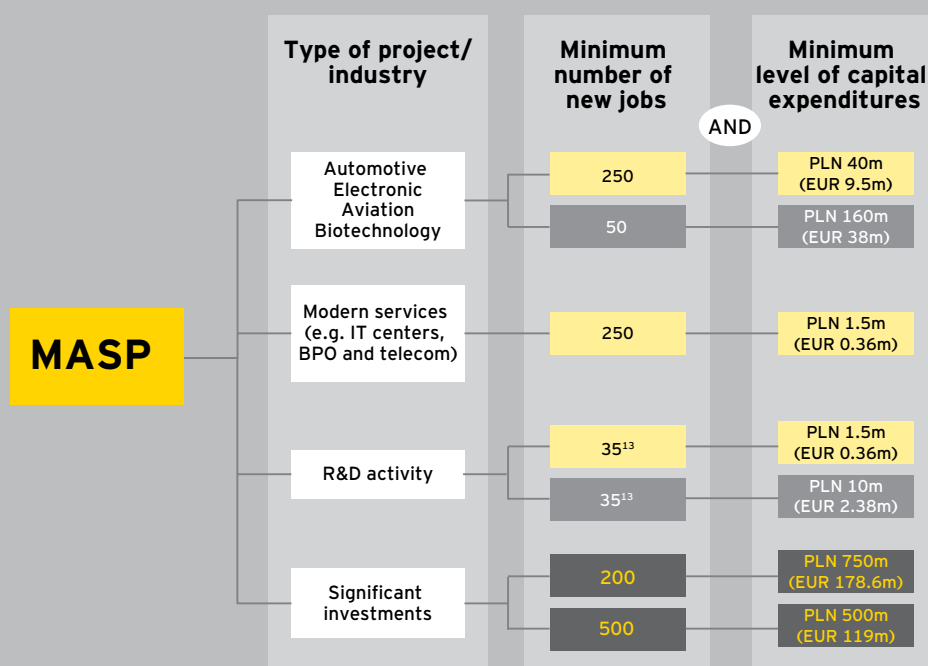 Type of project/
industry
Minimum
number of
new jobs
Minimum
level of capital
expenditures
AND
MASP
Automotive
Electronic
Aviation
Biotechnology
250
PLN 40m
(EUR 9.5m)
50
PLN 160m
(EUR 38m)
Modern services
(e.g. IT centers,
BPO and telecom)
250
PLN 1.5m
(EUR 0.36m)
R&D activity
35¹³
PLN 1.5m
(EUR 0.36m)
35¹³
PLN 10m
(EUR 2.38m)
Significant
investments
200
PLN 750m
(EUR 178.6m)
500
PLN 500m
(EUR 119m)